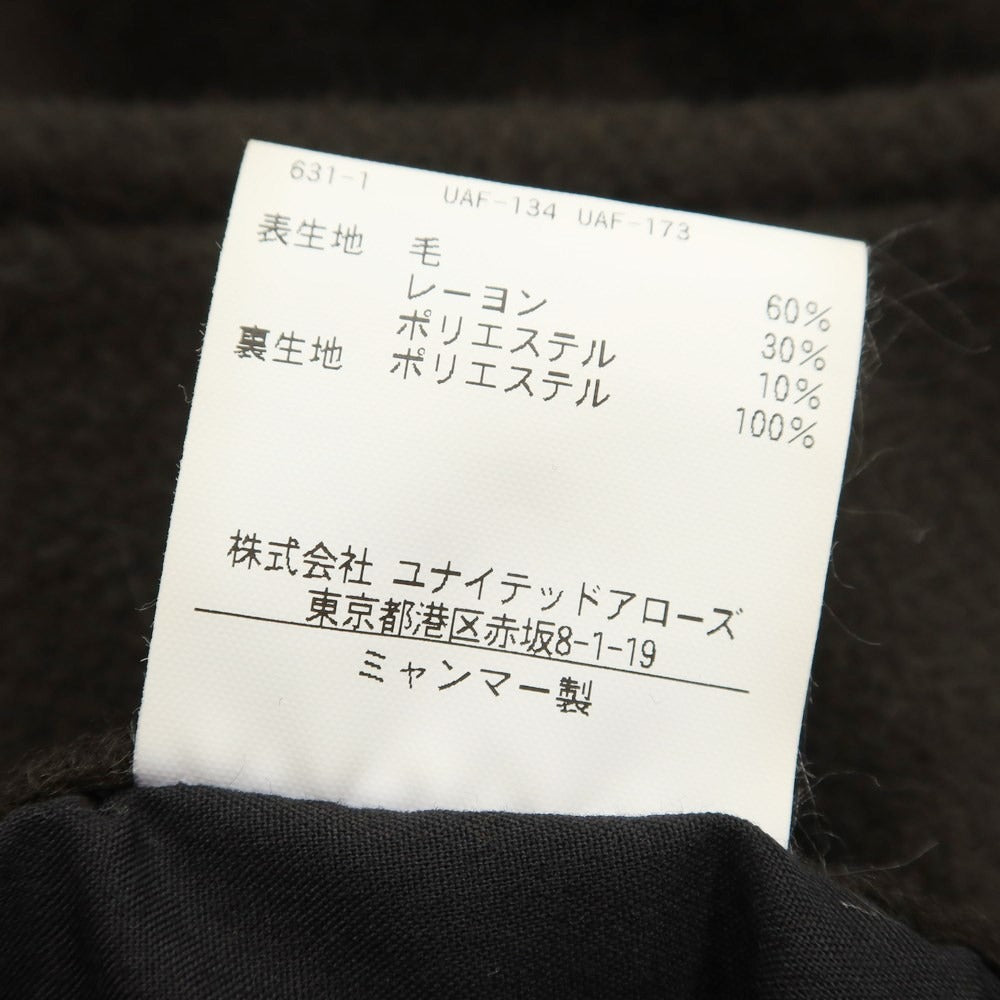 631-1 UAF-134 UAF-173
表生地 毛 60%
レーヨン 30%
ポリエステル 10%
裏生地 ポリエステル 100%
株式会社 ユナイテッドアローズ
東京都港区赤坂8-1-19
ミャンマー製